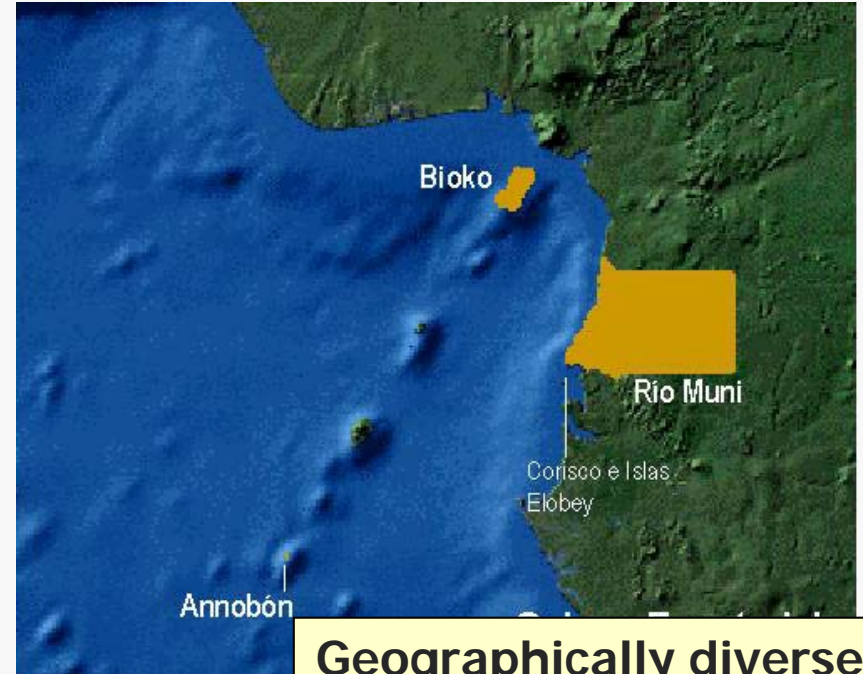 Bioko
Río Muni
Corisco e Islas
Elobey
Annobón
Geographically diverse